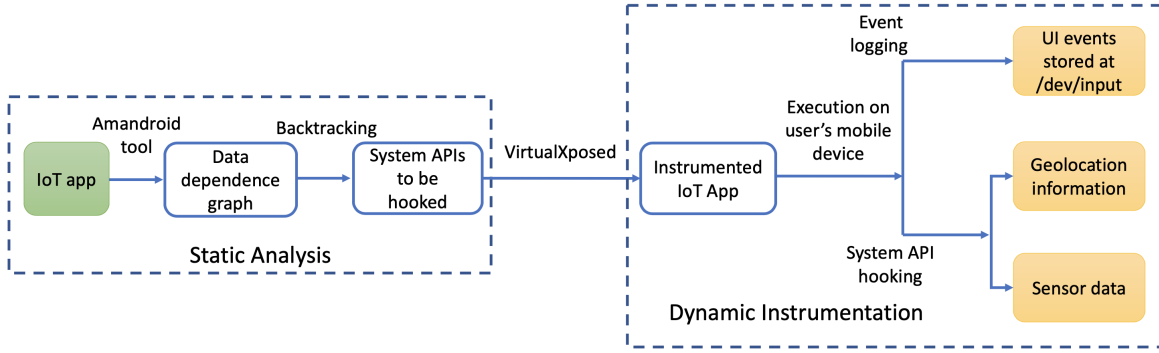 IoT app
Amandroid
tool
Data
dependence
graph
Backtracking
System APIs
to be
hooked
Static Analysis
VirtualXposed
Instrumented
IoT App
Execution on
user's mobile
device
Event
logging
UI events
stored at
/dev/input
System API
hooking
Geolocation
information
Sensor data
Dynamic Instrumentation